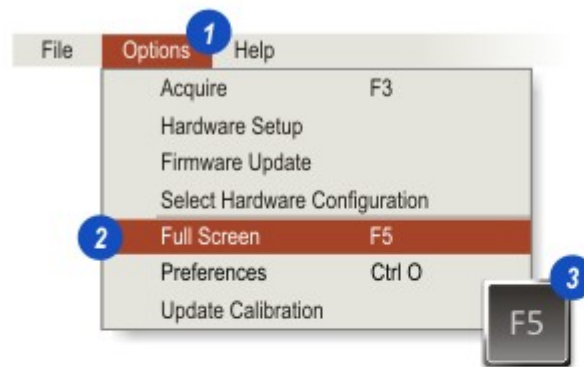 1
File Options Help
Acquire F3
Hardware Setup
Firmware Update
Select Hardware Configuration
2 Full Screen F5
Preferences Ctrl O
3
Update Calibration
F5